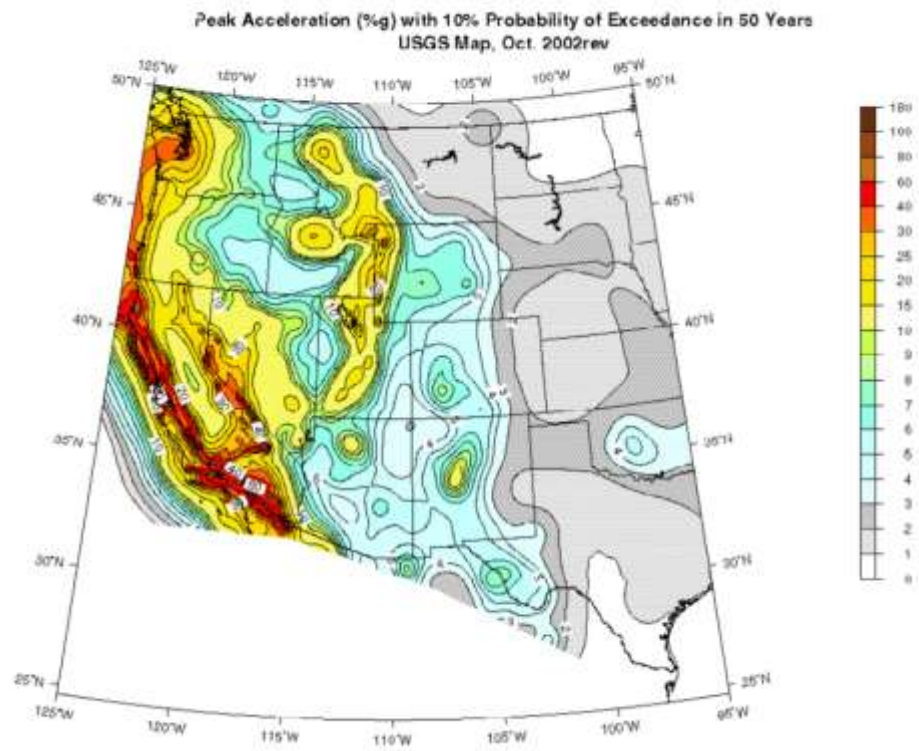 Peak Acceleration (%g) with 10% Probability of Exceedance in 50 Years
USGS Map, Oct. 2002rev
125°W
120°W
115°W
110°W
105°W
100°W
95°W
50°N
50°N
45°N
45°N
40°N
40°N
35°N
35°N
30°N
30°N
25°N
25°N
125°W
120°W
115°W
110°W
105°W
100°W
95°W
180
100
80
60
40
30
25
20
15
10
9
8
7
6
5
4
3
2
1
0